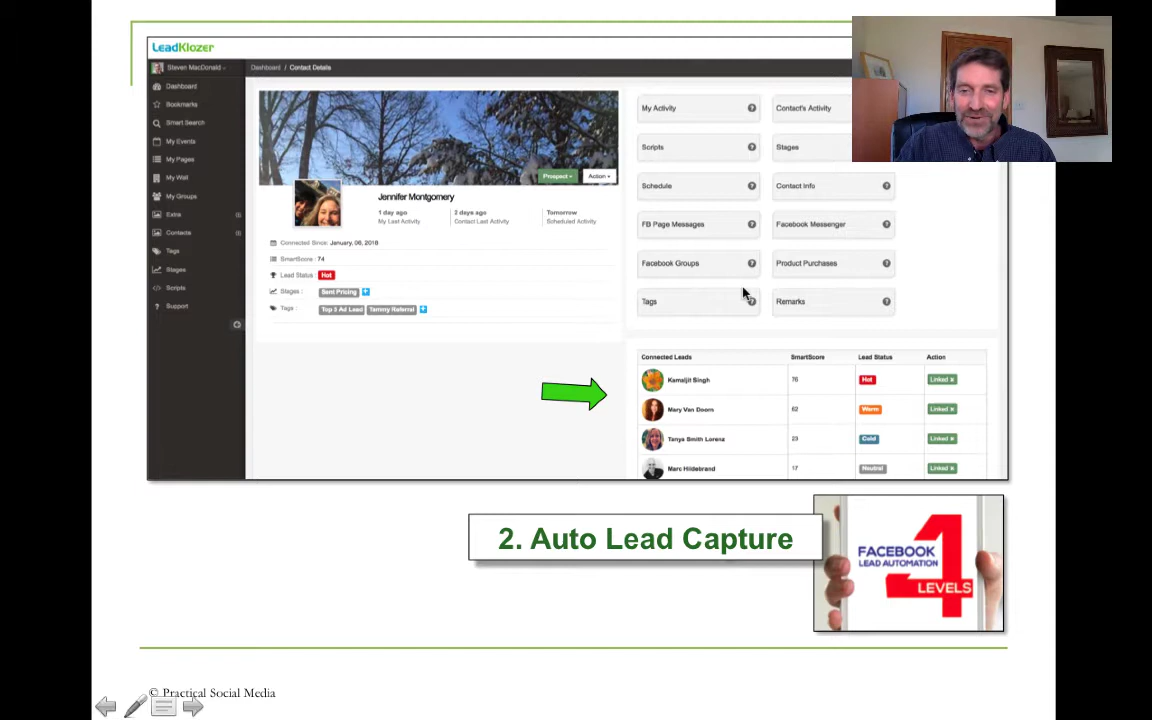 LeadKlozer
Steven MacDonald
Dashboard / Contact Details
Dashboard
Bookmarks
Smart Search
My Events
My Pages
My Wall
My Groups
Extra
Contacts
Tags
Stages
Scripts
Support
Prospect
Action
Jennifer Montgomery
1 day ago
My Last Activity
2 days ago
Contact Last Activity
Tomorrow
Scheduled Activity
Connected Since: January, 06, 2018
SmartScore : 74
Lead Status : Hot
Stages : Sent Pricing +
Tags : Top 3 Ad Lead Tammy Referral +
My Activity ?
Contact's Activity
Scripts ?
Stages
Schedule ?
Contact Info ?
FB Page Messages ?
Facebook Messenger ?
Facebook Groups ?
Product Purchases ?
Tags ?
Remarks ?
Connected Leads SmartScore Lead Status Action
Kamaljit Singh 76 Hot Linked x
Mary Van Doorn 62 Warm Linked x
Tanya Smith Lorenz 23 Cold Linked x
Marc Hildebrand 17 Neutral Linked x
2. Auto Lead Capture
FACEBOOK
LEAD AUTOMATION
4
LEVELS
© Practical Social Media